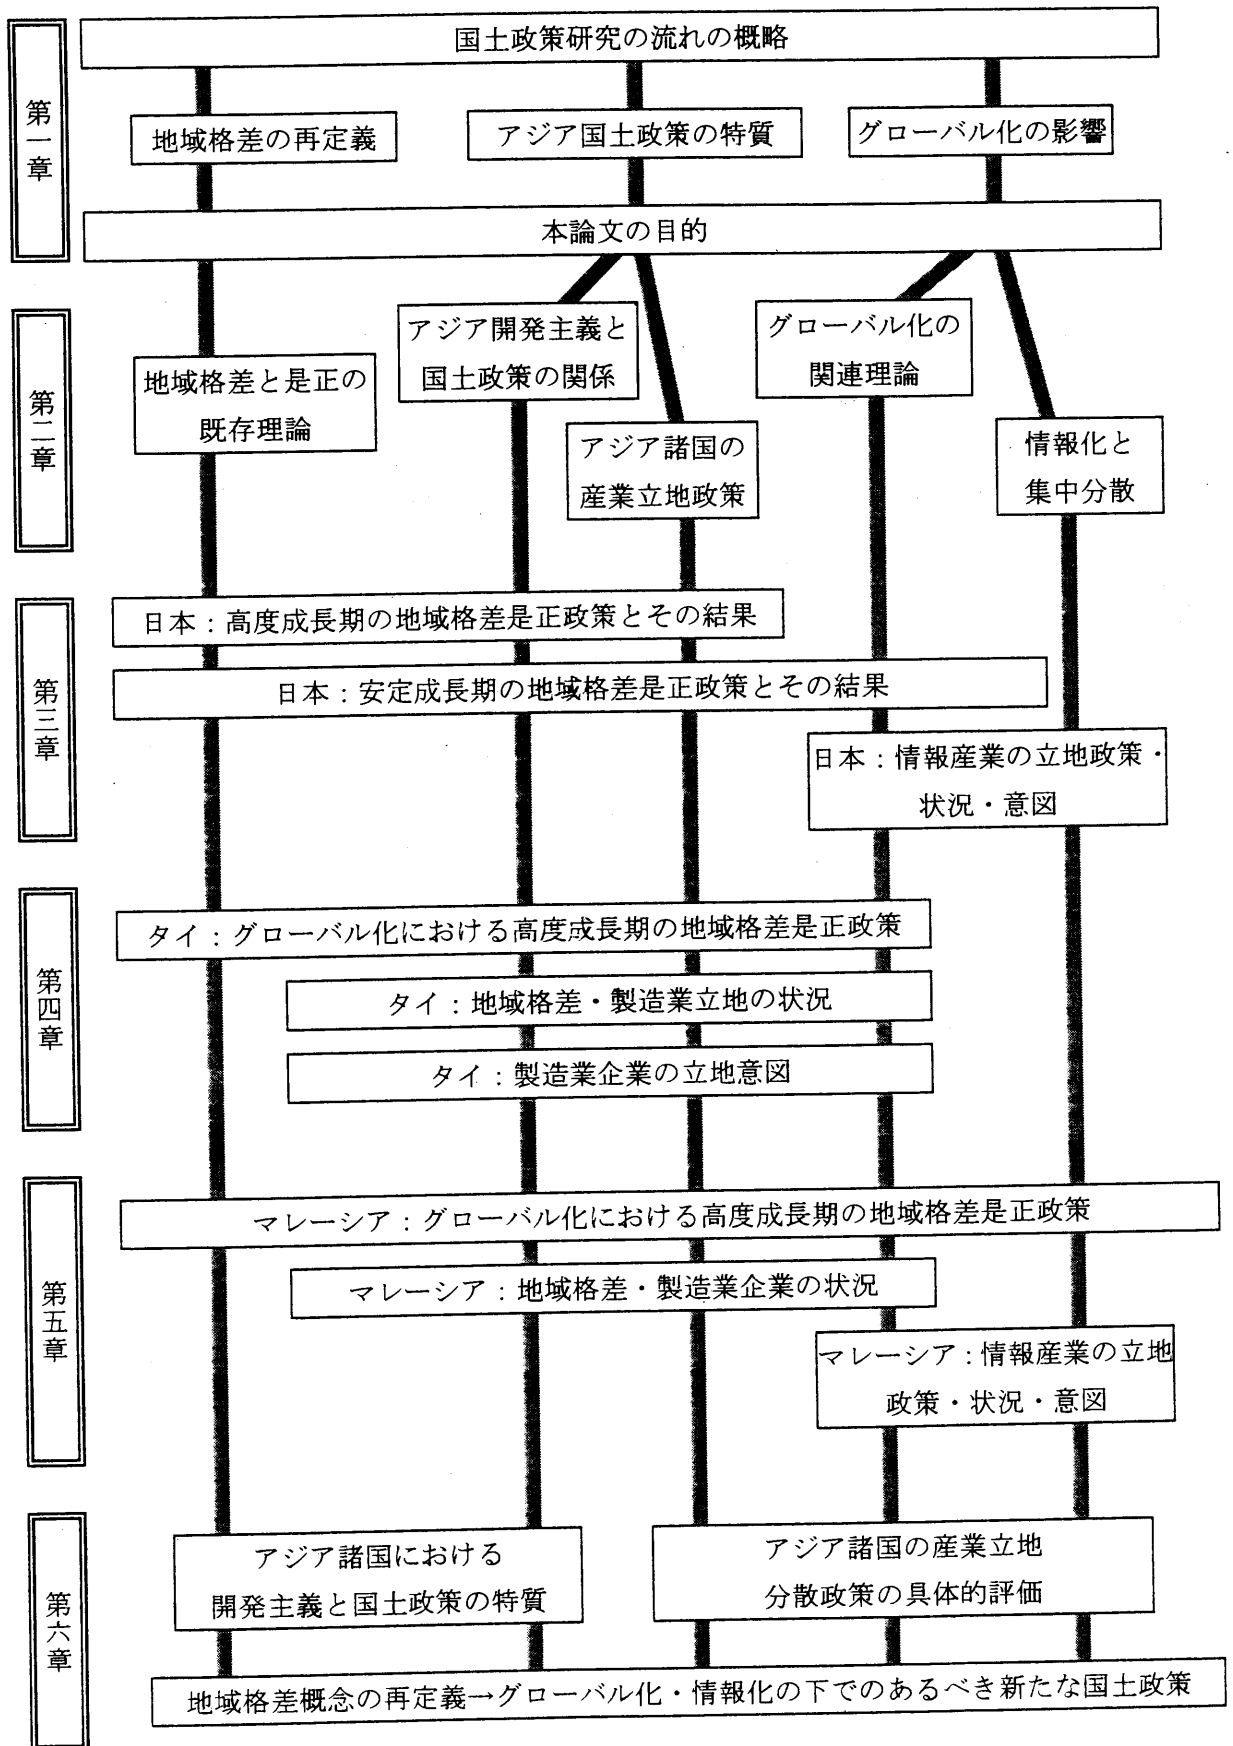 第一章
国土政策研究の流れの概略
地域格差の再定義
アジア国土政策の特質
グローバル化の影響
本論文の目的
第二章
アジア開発主義と
国土政策の関係
グローバル化の
関連理論
地域格差と是正の
既存理論
アジア諸国の
産業立地政策
情報化と
集中分散
第三章
日本：高度成長期の地域格差是正政策とその結果
日本：安定成長期の地域格差是正政策とその結果
日本：情報産業の立地政策・
状況・意図
第四章
タイ：グローバル化における高度成長期の地域格差是正政策
タイ：地域格差・製造業立地の状況
タイ：製造業企業の立地意図
第五章
マレーシア：グローバル化における高度成長期の地域格差是正政策
マレーシア：地域格差・製造業企業の状況
マレーシア：情報産業の立地
政策・状況・意図
第六章
アジア諸国における
開発主義と国土政策の特質
アジア諸国の産業立地
分散政策の具体的評価
地域格差概念の再定義→グローバル化・情報化の下でのあるべき新たな国土政策